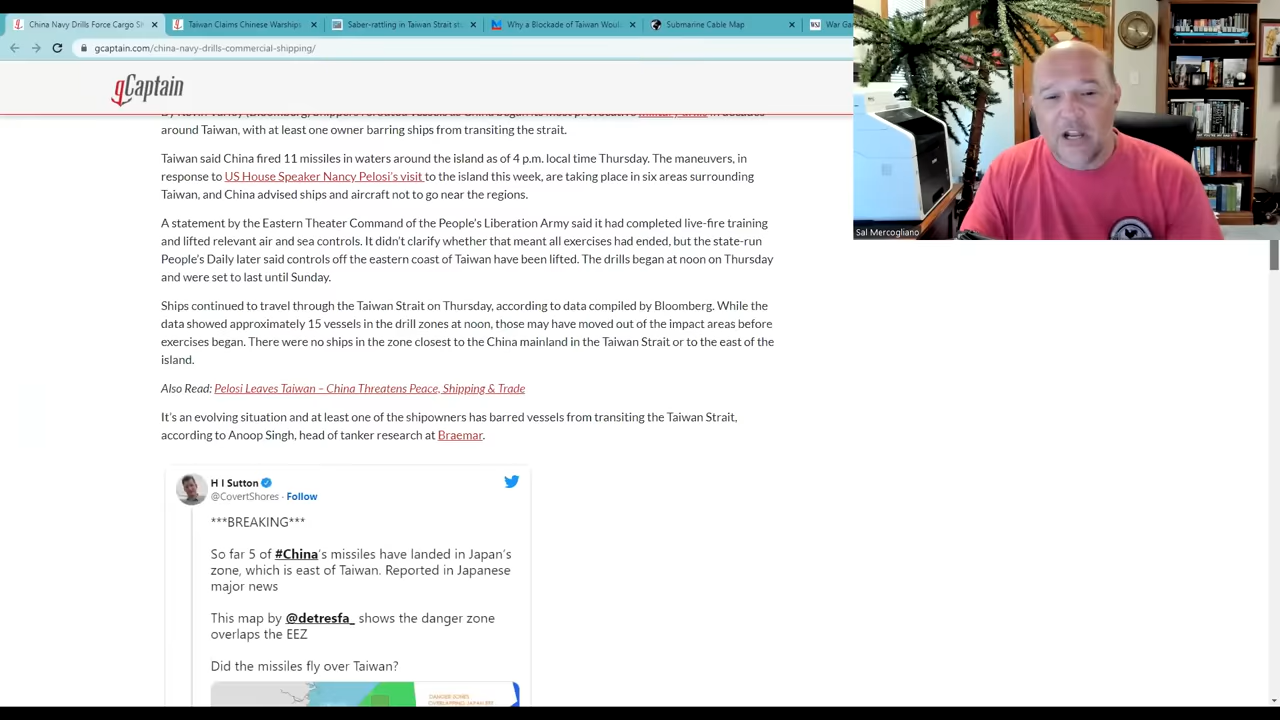 China Navy Drills Force Cargo S
Taiwan Claims Chinese Warships
Saber-rattling in Taiwan Strait st
Why a Blockade of Taiwan Woul
Submarine Cable Map
WSJ
War Ga
gcaptain.com/china-navy-drills-commercial-shipping/
gCaptain
around Taiwan, with at least one owner barring ships from transiting the strait.
Taiwan said China fired 11 missiles in waters around the island as of 4 p.m. local time Thursday. The maneuvers, in
response to US House Speaker Nancy Pelosi's visit to the island this week, are taking place in six areas surrounding
Taiwan, and China advised ships and aircraft not to go near the regions.
A statement by the Eastern Theater Command of the People's Liberation Army said it had completed live-fire training
and lifted relevant air and sea controls. It didn't clarify whether that meant all exercises had ended, but the state-run
People's Daily later said controls off the eastern coast of Taiwan have been lifted. The drills began at noon on Thursday
and were set to last until Sunday.
Ships continued to travel through the Taiwan Strait on Thursday, according to data compiled by Bloomberg. While the
data showed approximately 15 vessels in the drill zones at noon, those may have moved out of the impact areas before
exercises began. There were no ships in the zone closest to the China mainland in the Taiwan Strait or to the east of the
island.
Also Read: Pelosi Leaves Taiwan – China Threatens Peace, Shipping & Trade
It's an evolving situation and at least one of the shipowners has barred vessels from transiting the Taiwan Strait,
according to Anoop Singh, head of tanker research at Braemar.
H I Sutton
@CovertShores · Follow
***BREAKING***
So far 5 of #China's missiles have landed in Japan's
zone, which is east of Taiwan. Reported in Japanese
major news
This map by @detresfa_ shows the danger zone
overlaps the EEZ
Did the missiles fly over Taiwan?
DANGER ZONES
OVERLAPPING JAPAN EEZ
Sal Mercogliano